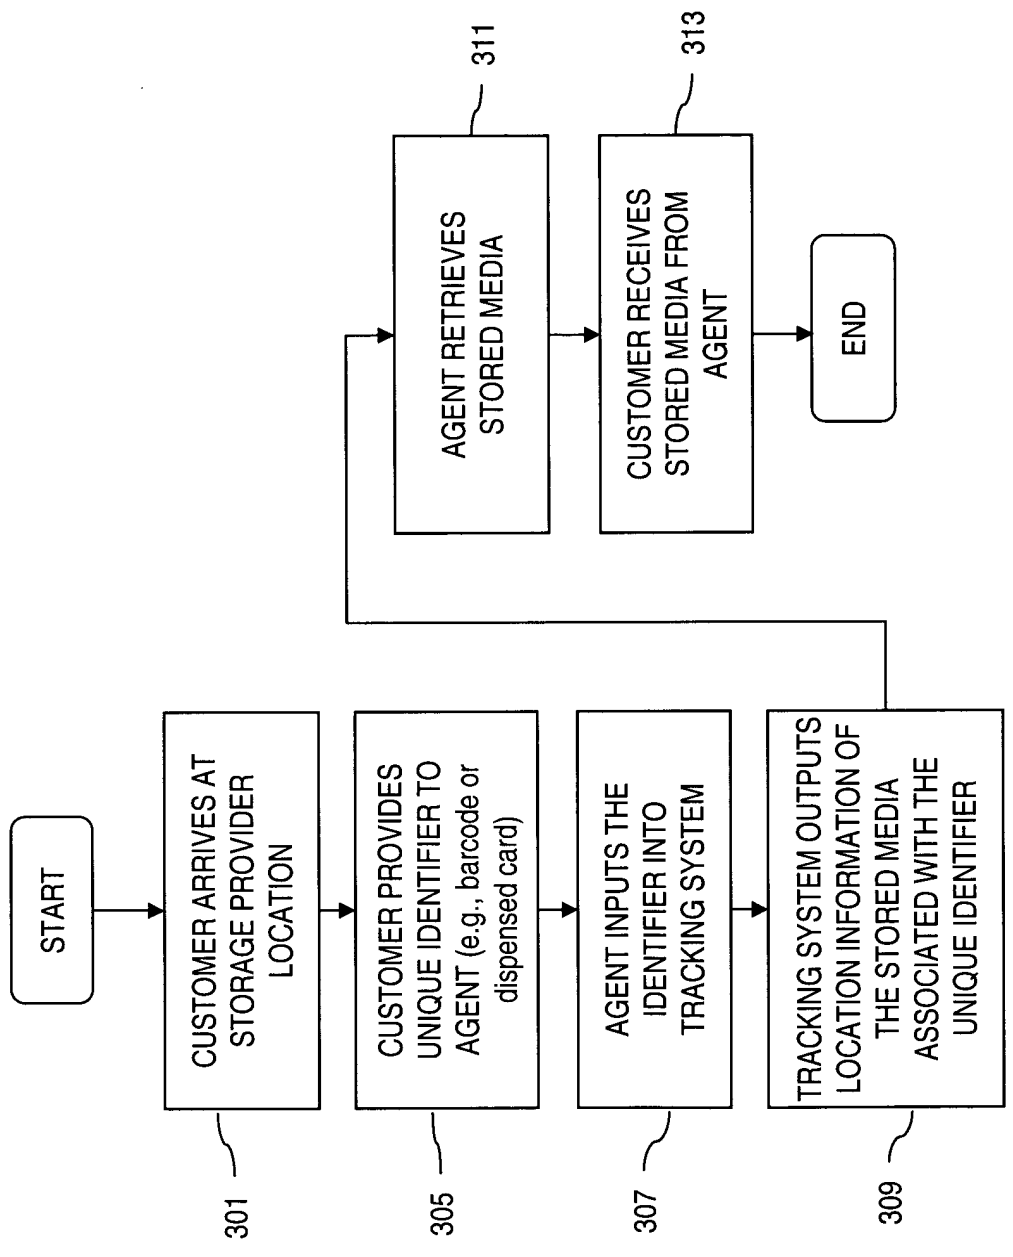 START
CUSTOMER ARRIVES AT
STORAGE PROVIDER
LOCATION
301
CUSTOMER PROVIDES
UNIQUE IDENTIFIER TO
AGENT (e.g., barcode or
dispensed card)
305
AGENT INPUTS THE
IDENTIFIER INTO
TRACKING SYSTEM
307
TRACKING SYSTEM OUTPUTS
LOCATION INFORMATION OF
THE STORED MEDIA
ASSOCIATED WITH THE
UNIQUE IDENTIFIER
309
AGENT RETRIEVES
STORED MEDIA
311
CUSTOMER RECEIVES
STORED MEDIA FROM
AGENT
313
END